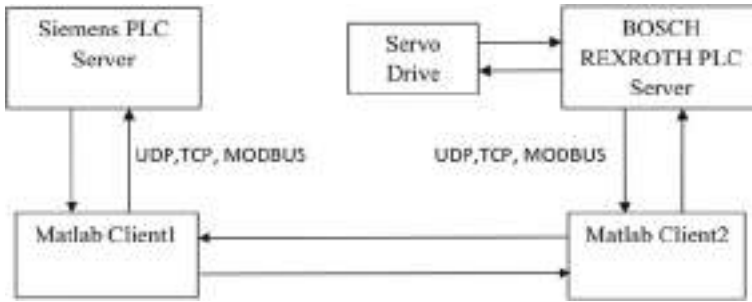 Siemens PLC
Server
Servo
Drive
BOSCH
REXROTH PLC
Server
UDP,TCP, MODBUS
UDP,TCP, MODBUS
Matlab Client1
Matlab Client2